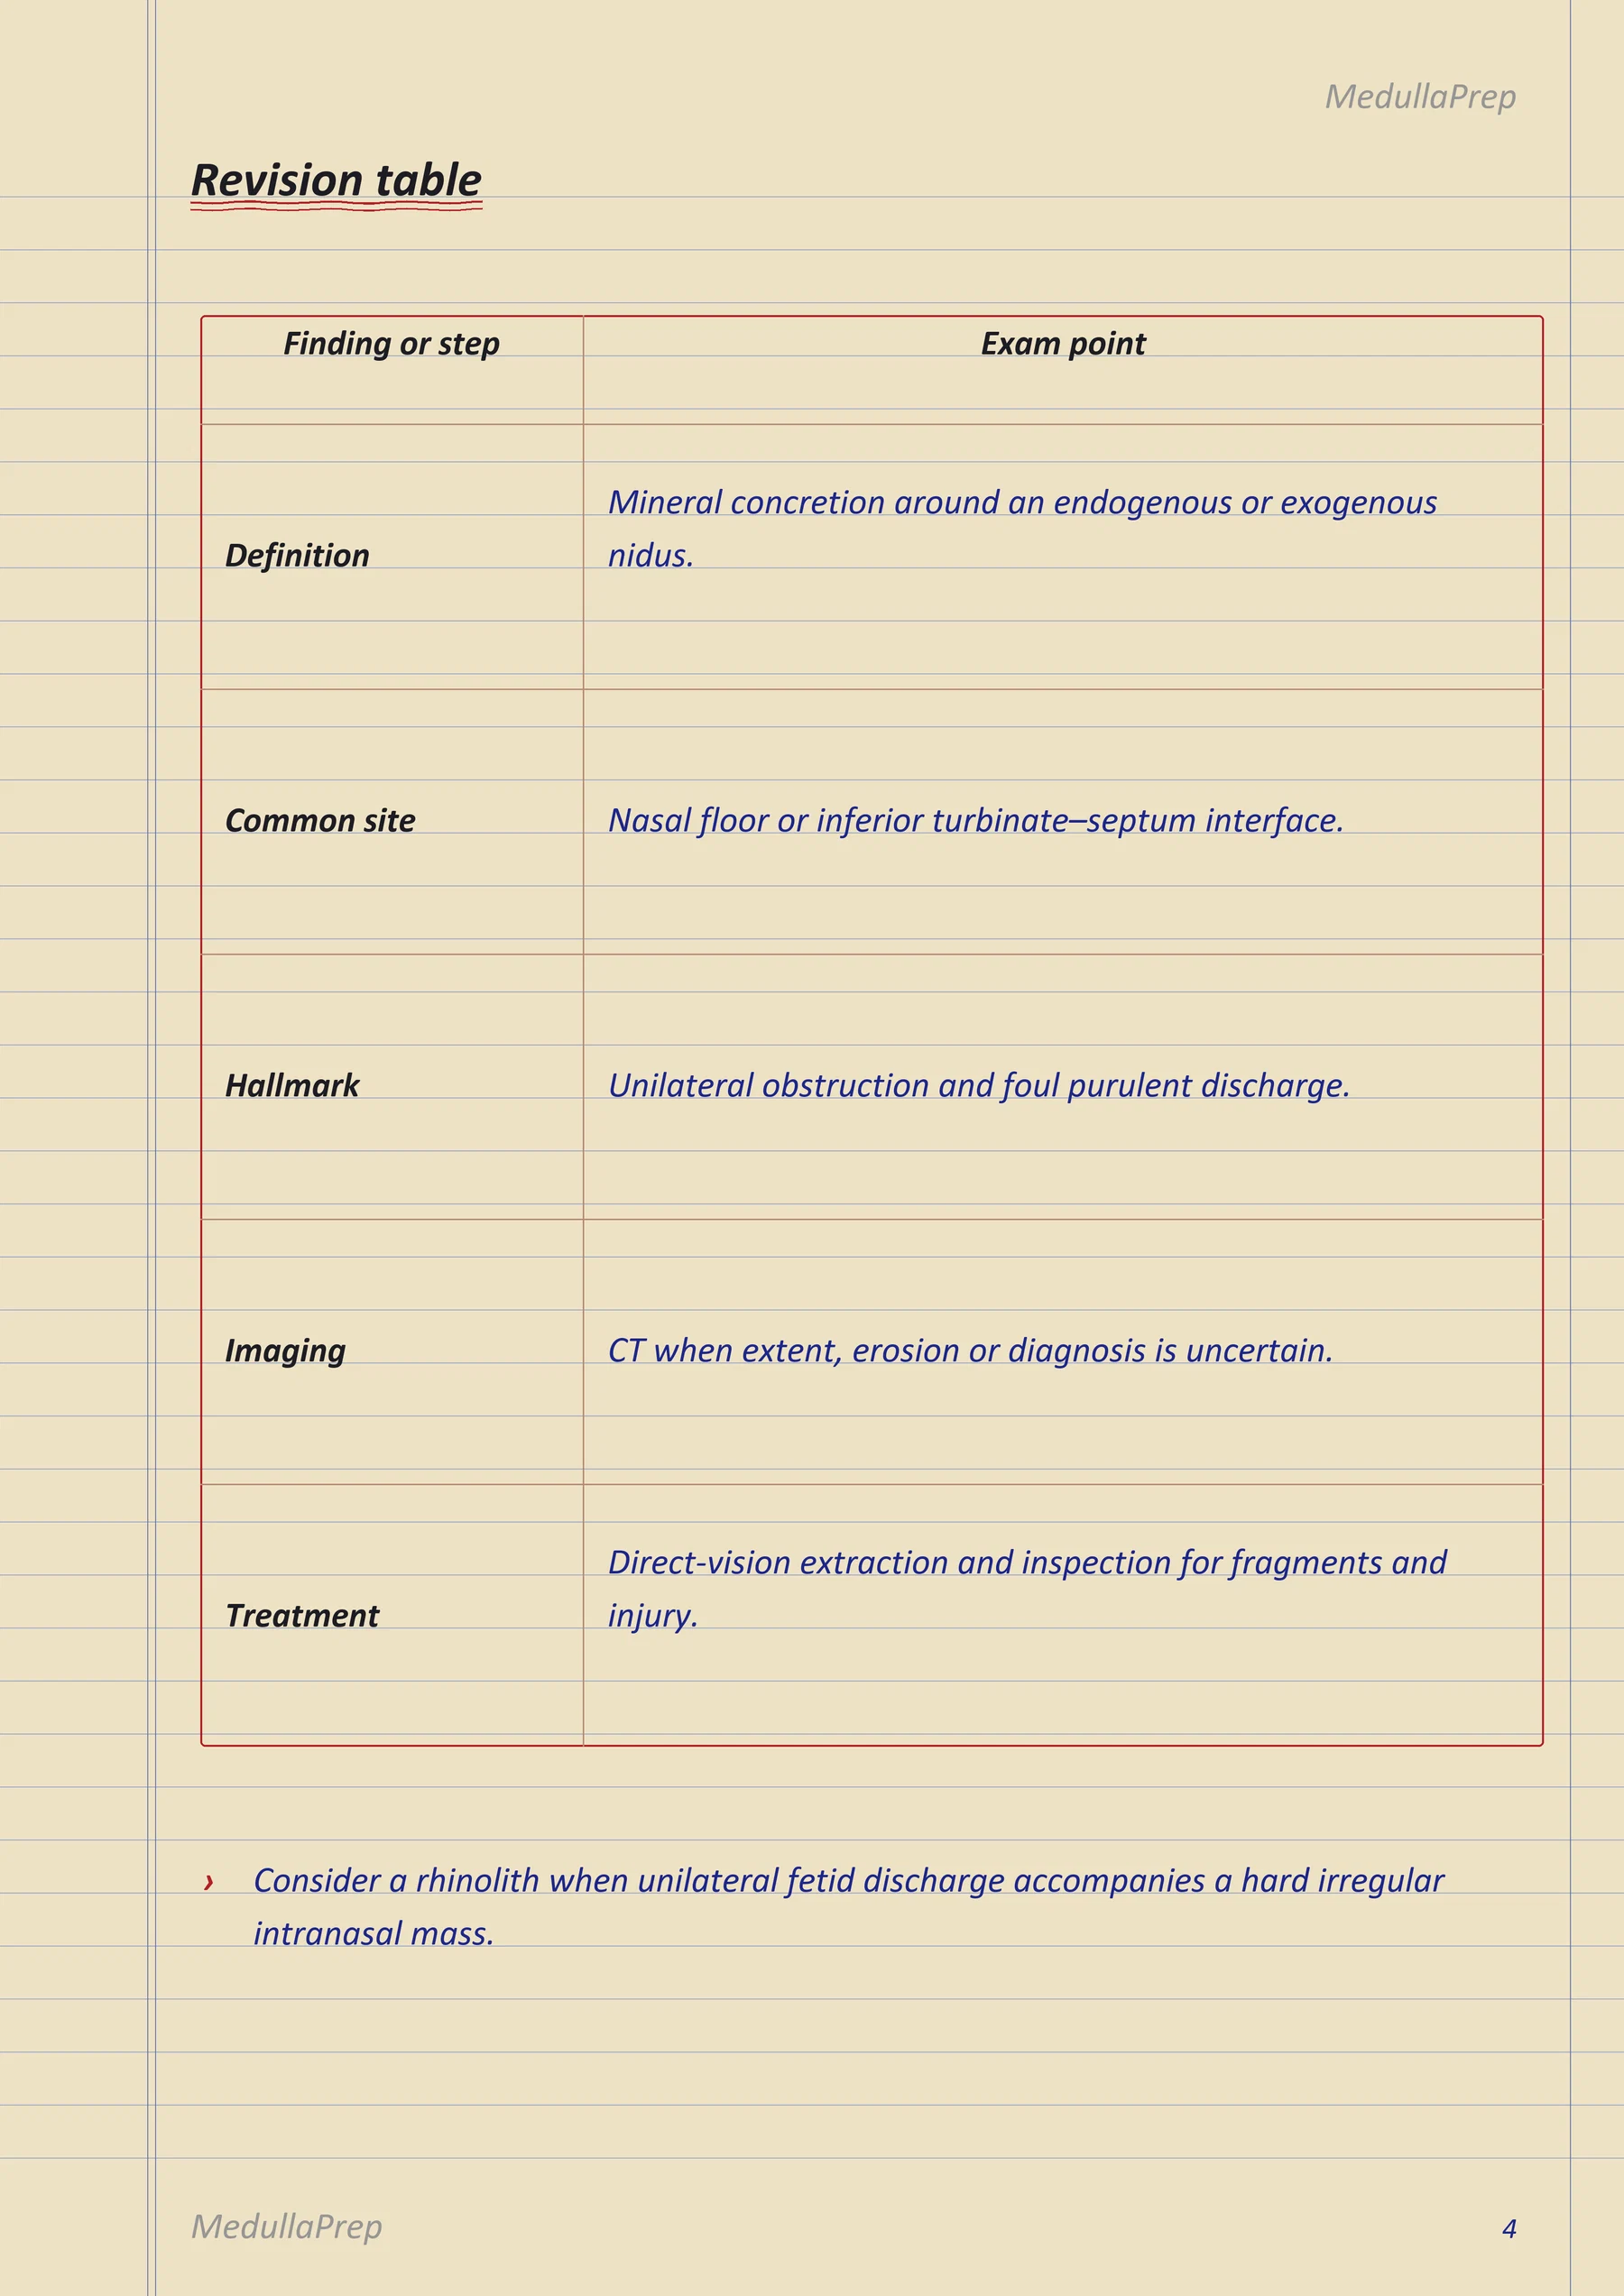 MedullaPrep
Revision table
Finding or step
Exam point
Definition
Mineral concretion around an endogenous or exogenous
nidus.
Common site
Nasal floor or inferior turbinate–septum interface.
Hallmark
Unilateral obstruction and foul purulent discharge.
Imaging
CT when extent, erosion or diagnosis is uncertain.
Treatment
Direct-vision extraction and inspection for fragments and
injury.
› Consider a rhinolith when unilateral fetid discharge accompanies a hard irregular
intranasal mass.
MedullaPrep
4